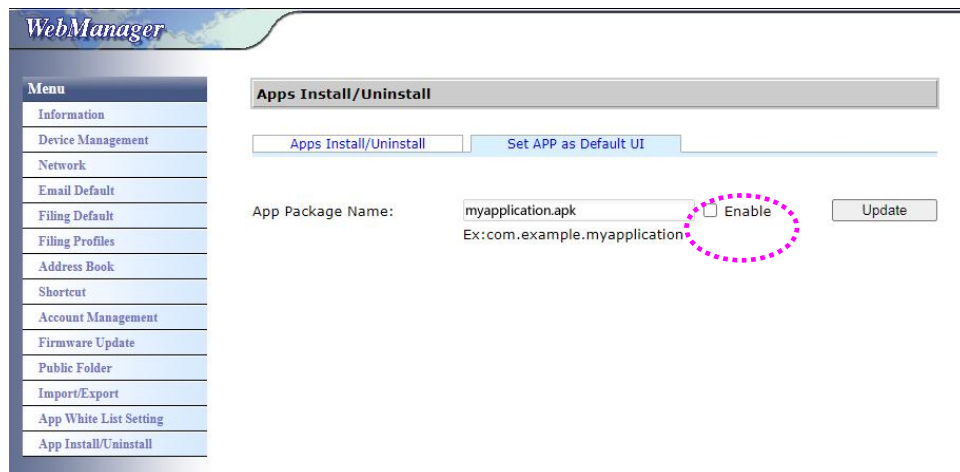 WebManager
Menu
Information
Device Management
Network
Email Default
Filing Default
Filing Profiles
Address Book
Shortcut
Account Management
Firmware Update
Public Folder
Import/Export
App White List Setting
App Install/Uninstall
Apps Install/Uninstall
Apps Install/Uninstall Set APP as Default UI
App Package Name: myapplication.apk Enable Update
Ex:com.example.myapplication